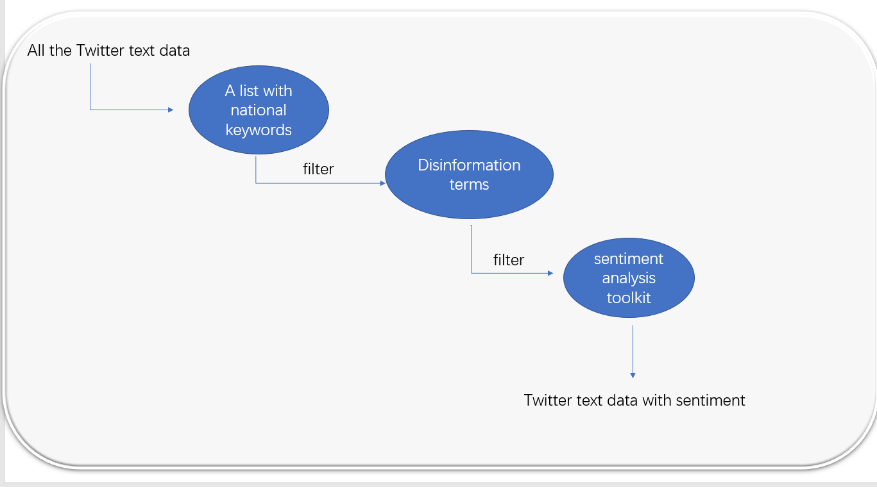 All the Twitter text data
A list with
national
keywords
filter
Disinformation
terms
filter
sentiment
analysis
toolkit
Twitter text data with sentiment